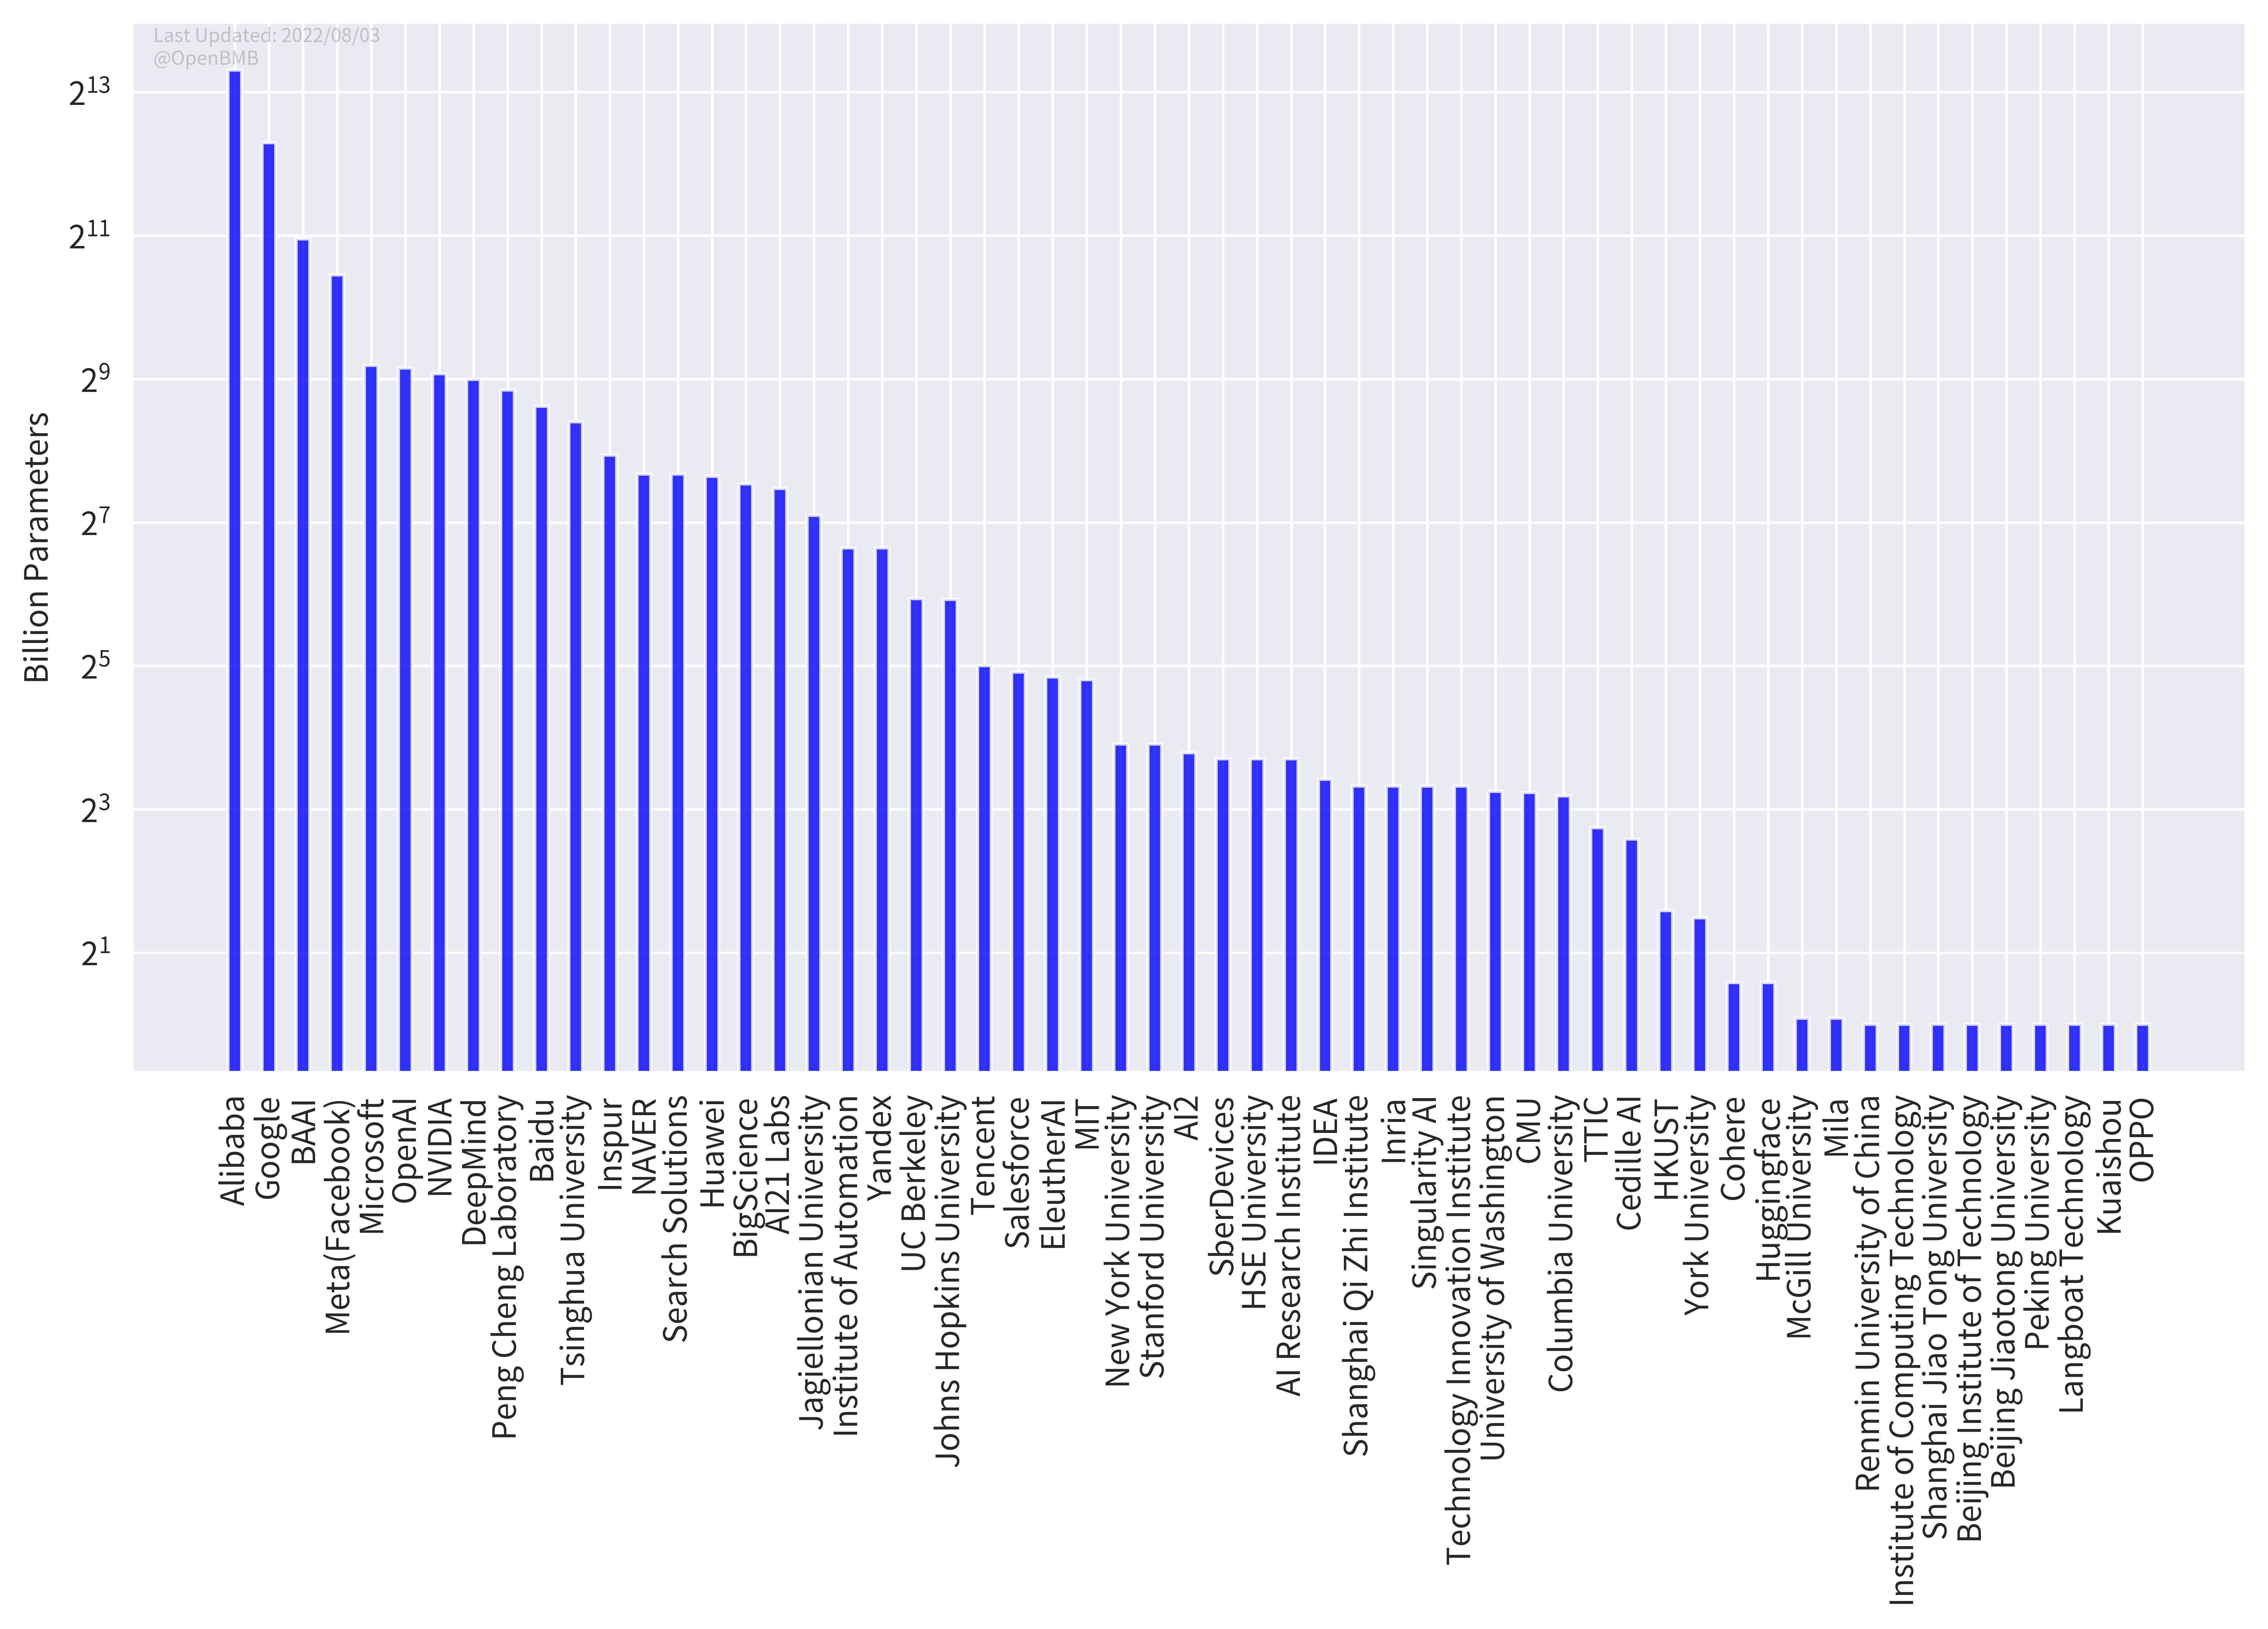 Last Updated: 2022/08/03
@OpenBMB
Billion Parameters
2^13
2^11
2^9
2^7
2^5
2^3
2^1
Alibaba
Google
BAAI
Meta(Facebook)
Microsoft
OpenAI
NVIDIA
DeepMind
Peng Cheng Laboratory
Baidu
Tsinghua University
Inspur
NAVER
Search Solutions
Huawei
BigScience
AI21 Labs
Jagiellonian University
Institute of Automation
Yandex
UC Berkeley
Johns Hopkins University
Tencent
Salesforce
EleutherAI
MIT
New York University
Stanford University
AI2
SberDevices
HSE University
AI Research Institute
IDEA
Shanghai Qi Zhi Institute
Inria
Singularity AI
Technology Innovation Institute
University of Washington
CMU
Columbia University
TTIC
Cedille AI
HKUST
York University
Cohere
Huggingface
McGill University
Mila
Renmin University of China
Institute of Computing Technology
Shanghai Jiao Tong University
Beijing Institute of Technology
Beijing Jiaotong University
Peking University
Langboat Technology
Kuaishou
OPPO